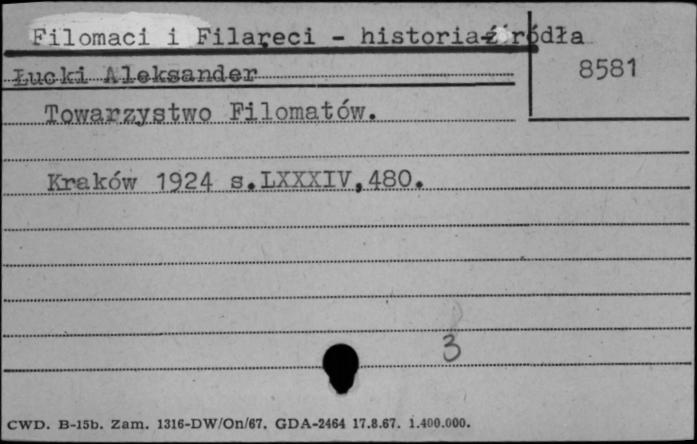 Filomaci i Filareci - historia-źródła
8581
Łucki Aleksander
Towarzystwo Filomatów.
Kraków 1924 s.LXXXIV,480.
3
CWD. B-15b. Zam. 1316-DW/On/67. GDA-2464 17.8.67. 1.400.000.